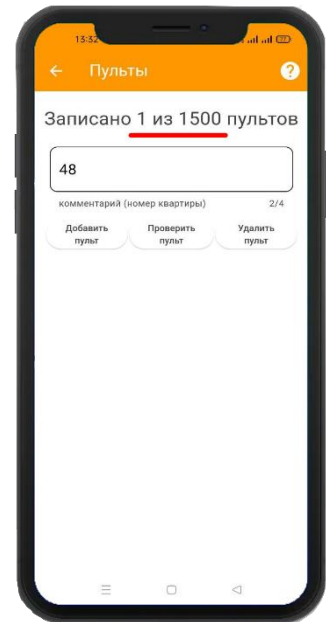 13:32
Пульты
?
Записано 1 из 1500 пультов
48
комментарий (номер квартиры) 2/4
Добавить пульт
Проверить пульт
Удалить пульт